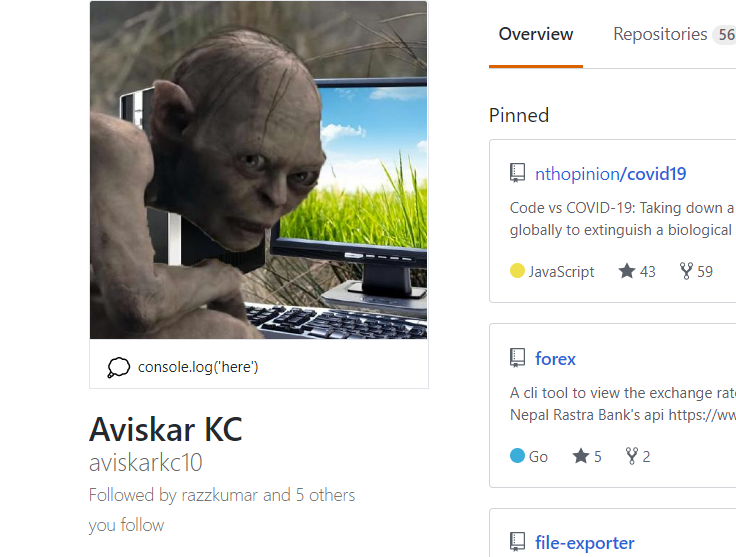 Overview
Repositories 56
console.log('here')
Aviskar KC
aviskarkc10
Followed by razzkumar and 5 others
you follow
Pinned
nthopinion/covid19
Code vs COVID-19: Taking down a
globally to extinguish a biological
JavaScript 43 59
forex
A cli tool to view the exchange rat
Nepal Rastra Bank's api https://ww
Go 5 2
file-exporter